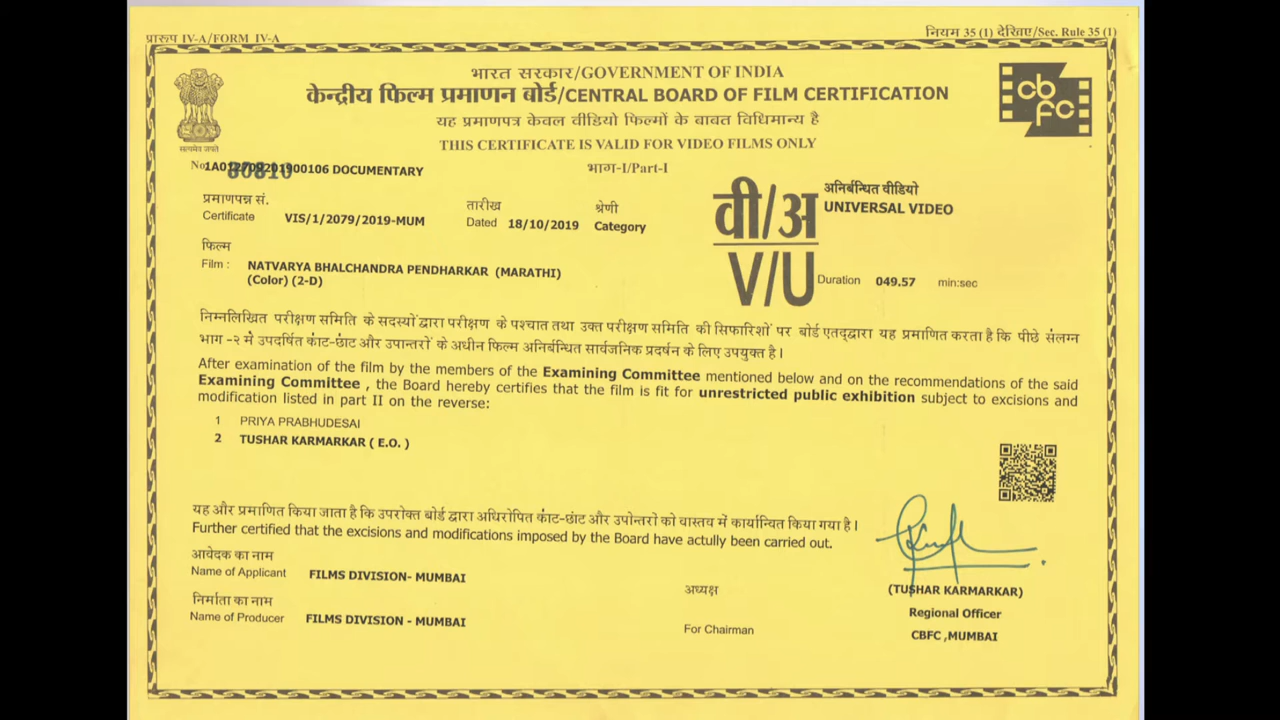 प्रारूप IV-A/FORM IV-A
नियम 35 (1) देखिए/Sec. Rule 35 (1)
भारत सरकार/GOVERNMENT OF INDIA
केन्द्रीय फिल्म प्रमाणन बोर्ड/CENTRAL BOARD OF FILM CERTIFICATION
cb
fc
यह प्रमाणपत्र केवल वीडियो फिल्मों के बावत विधिमान्य है
THIS CERTIFICATE IS VALID FOR VIDEO FILMS ONLY
सत्यमेव जयते
No DOCUMENTARY
भाग-I/Part-I
वी/अ
V/U
अनिर्बन्धित वीडियो
UNIVERSAL VIDEO
प्रमाणपत्र सं.
Certificate VIS/1/2079/2019-MUM
तारीख
Dated 18/10/2019
श्रेणी
Category
फिल्म
Film : NATVARYA BHALCHANDRA PENDHARKAR (MARATHI)
(Color) (2-D)
Duration 049.57 min:sec
निम्नलिखित परीक्षण समिति के सदस्यों द्वारा परीक्षण के पश्चात तथा उक्त परीक्षण समिति की सिफारिशों पर बोर्ड एतद्द्वारा यह प्रमाणित करता है कि पीछे संलग्न
भाग -२ मे उपदर्षित काट-छांट और उपान्तरों के अधीन फिल्म अनिर्बन्धित सार्वजनिक प्रदर्षन के लिए उपयुक्त है।
After examination of the film by the members of the Examining Committee mentioned below and on the recommendations of the said
Examining Committee , the Board hereby certifies that the film is fit for unrestricted public exhibition subject to excisions and
modification listed in part II on the reverse:
1 PRIYA PRABHUDESAI
2 TUSHAR KARMARKAR ( E.O. )
यह और प्रमाणित किया जाता है कि उपरोक्त बोर्ड द्वारा अधिरोपित काट-छांट और उपोन्तरो को वास्तव में कार्यान्वित किया गया है।
Further certified that the excisions and modifications imposed by the Board have actully been carried out.
आवेदक का नाम
Name of Applicant FILMS DIVISION- MUMBAI
निर्माता का नाम
Name of Producer FILMS DIVISION - MUMBAI
अध्यक्ष
For Chairman
(TUSHAR KARMARKAR)
Regional Officer
CBFC ,MUMBAI